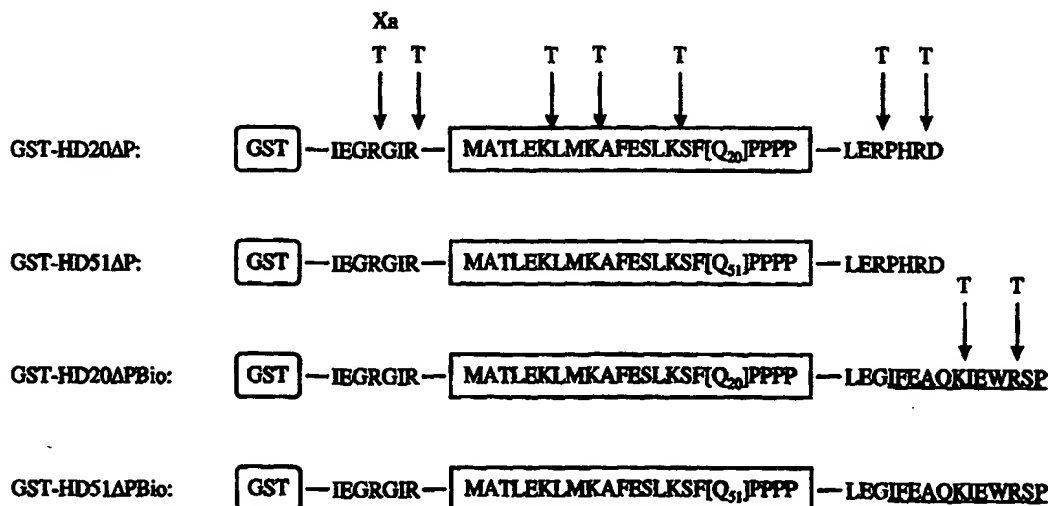 Xa
T T T T T T T
GST-HD20ΔP: GST IEGRGIR MATLEKLMKAFESLKSF[Q₂₀]PPPP LERPHRD
GST-HD51ΔP: GST IEGRGIR MATLEKLMKAFESLKSF[Q₅₁]PPPP LERPHRD
T T
GST-HD20ΔPBio: GST IEGRGIR MATLEKLMKAFESLKSF[Q₂₀]PPPP LEGIFEAQKIEWRSP
GST-HD51ΔPBio: GST IEGRGIR MATLEKLMKAFESLKSF[Q₅₁]PPPP LEGIFEAQKIEWRSP